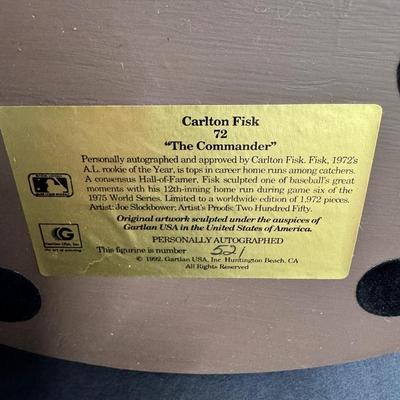 Carlton Fisk
72
“The Commander”
Personally autographed and approved by Carlton Fisk. Fisk, 1972's
A.L. rookie of the Year, is tops in career home runs among catchers.
A consensus Hall-of-Famer, Fisk sculpted one of baseball's great
moments with his 12th-inning home run during game six of the
1975 World Series. Limited to a worldwide edition of 1,972 pieces.
Artist: Joe Slockbower; Artist's Proofs: Two Hundred Fifty.
Original artwork sculpted under the auspices of
Gartlan USA in the United States of America.
PERSONALLY AUTOGRAPHED
This figurine is number 521
© 1992, Gartlan USA, Inc. Huntington Beach, CA
All Rights Reserved
G
Gartlan USA, Inc.